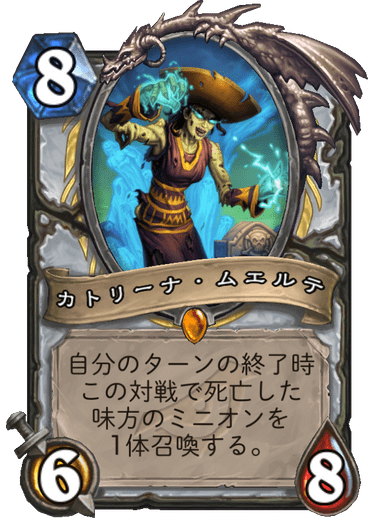 8
カトリーナ・ムエルテ
自分のターンの終了時
この対戦で死亡した
味方のミニオンを
1体召喚する。
6
8